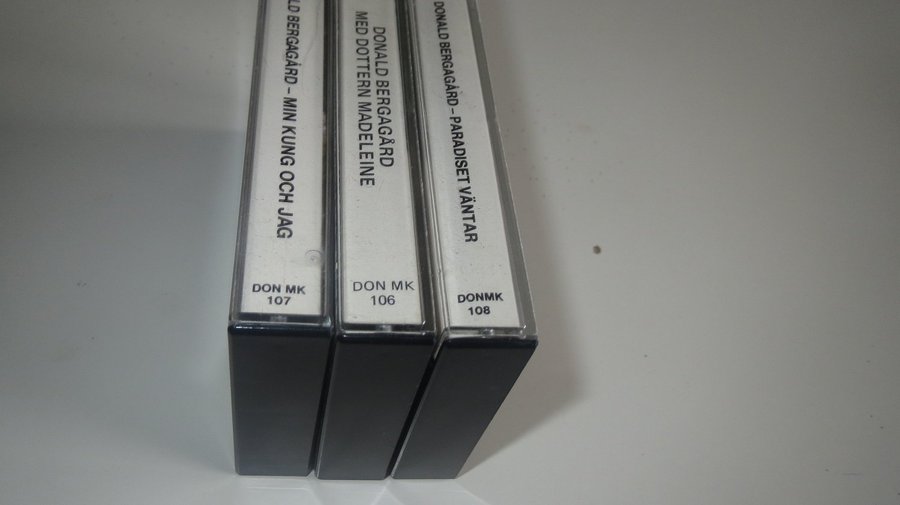 LD BERGAGÅRD – MIN KUNG OCH JAG
DON MK
107
DONALD BERGAGÅRD
MED DOTTERN MADELEINE
DON MK
106
DONALD BERGAGÅRD – PARADISET VÄNTAR
DONMK
108